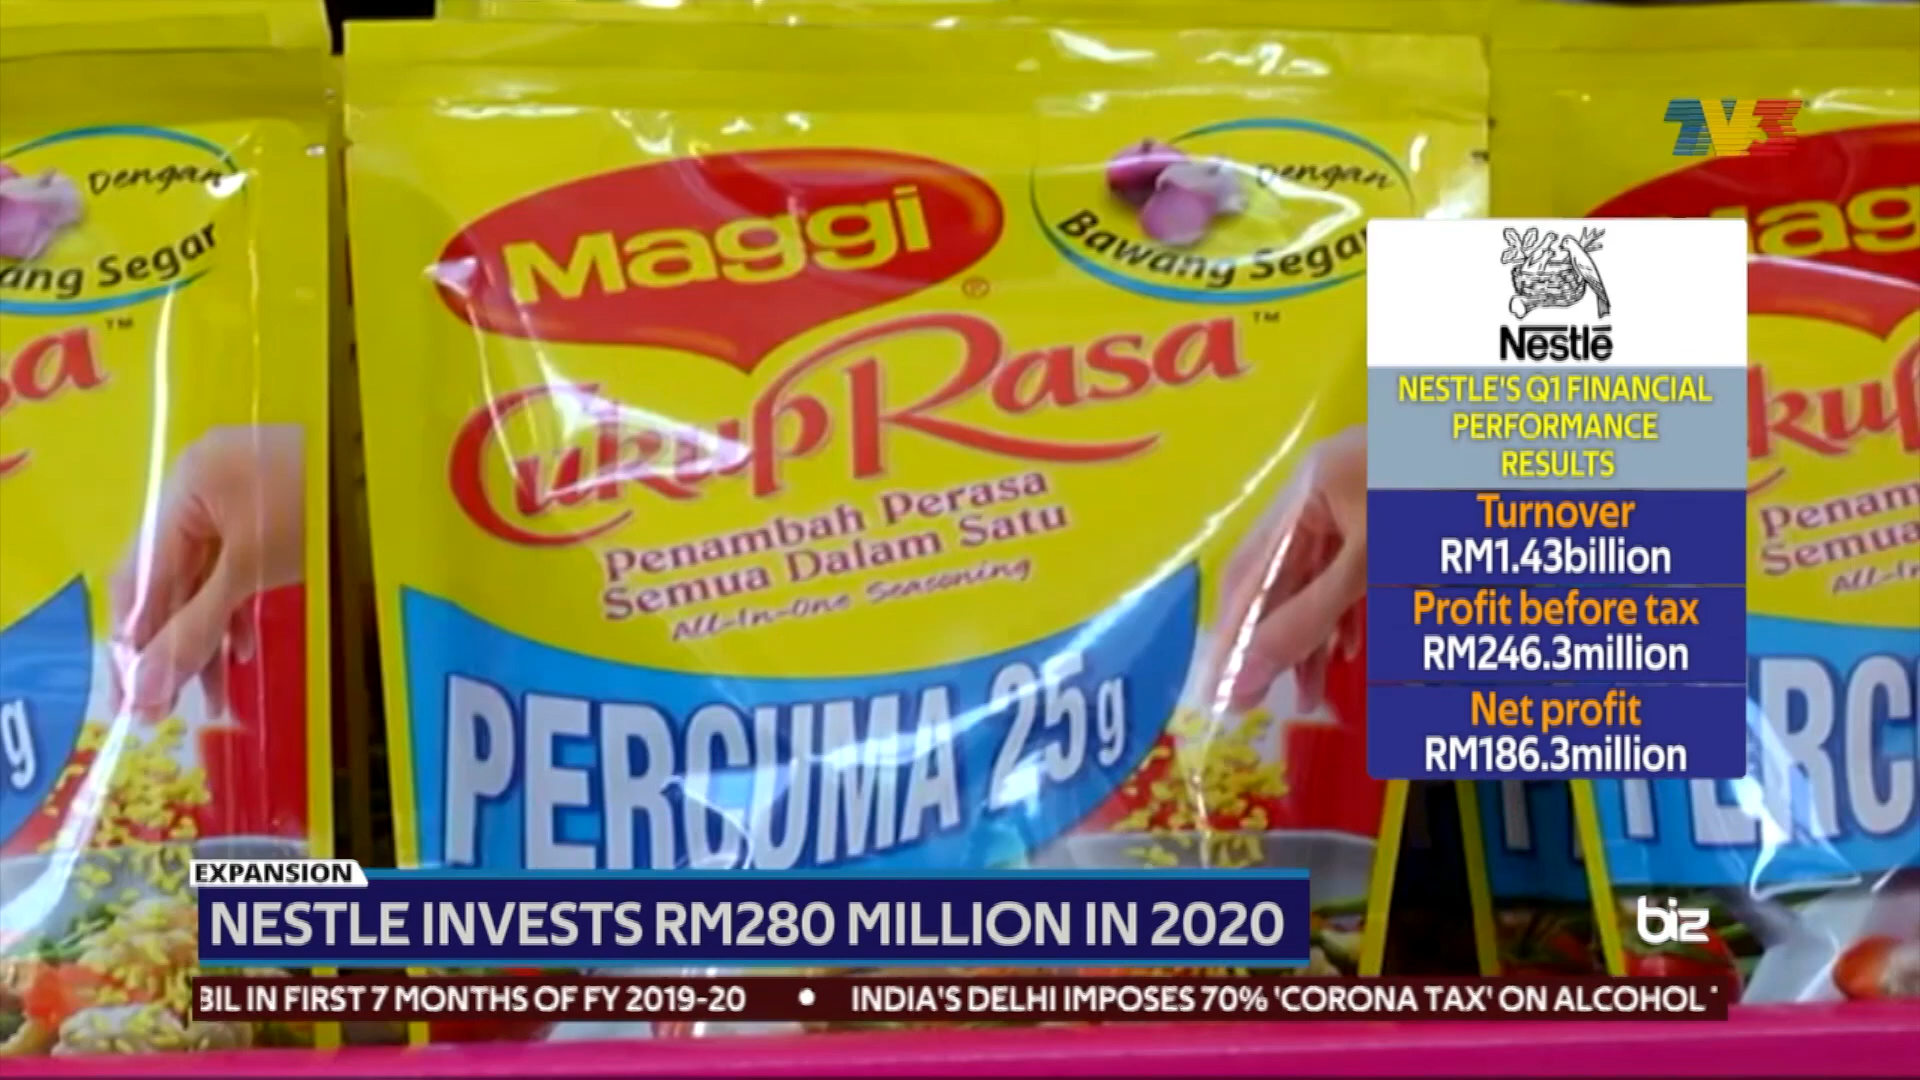 Dengan
ang Segar
sa™
g
Maggi®
Dengan
Bawang Segar
CukupRasa™
Penambah Perasa
Semua Dalam Satu
All-In-One Seasoning
PERCUMA 25g
TV3
Nestlé
NESTLE'S Q1 FINANCIAL
PERFORMANCE
RESULTS
Turnover
RM1.43billion
Profit before tax
RM246.3million
Net profit
RM186.3million
EXPANSION
NESTLE INVESTS RM280 MILLION IN 2020
biz
BIL IN FIRST 7 MONTHS OF FY 2019-20 • INDIA'S DELHI IMPOSES 70% 'CORONA TAX' ON ALCOHOL